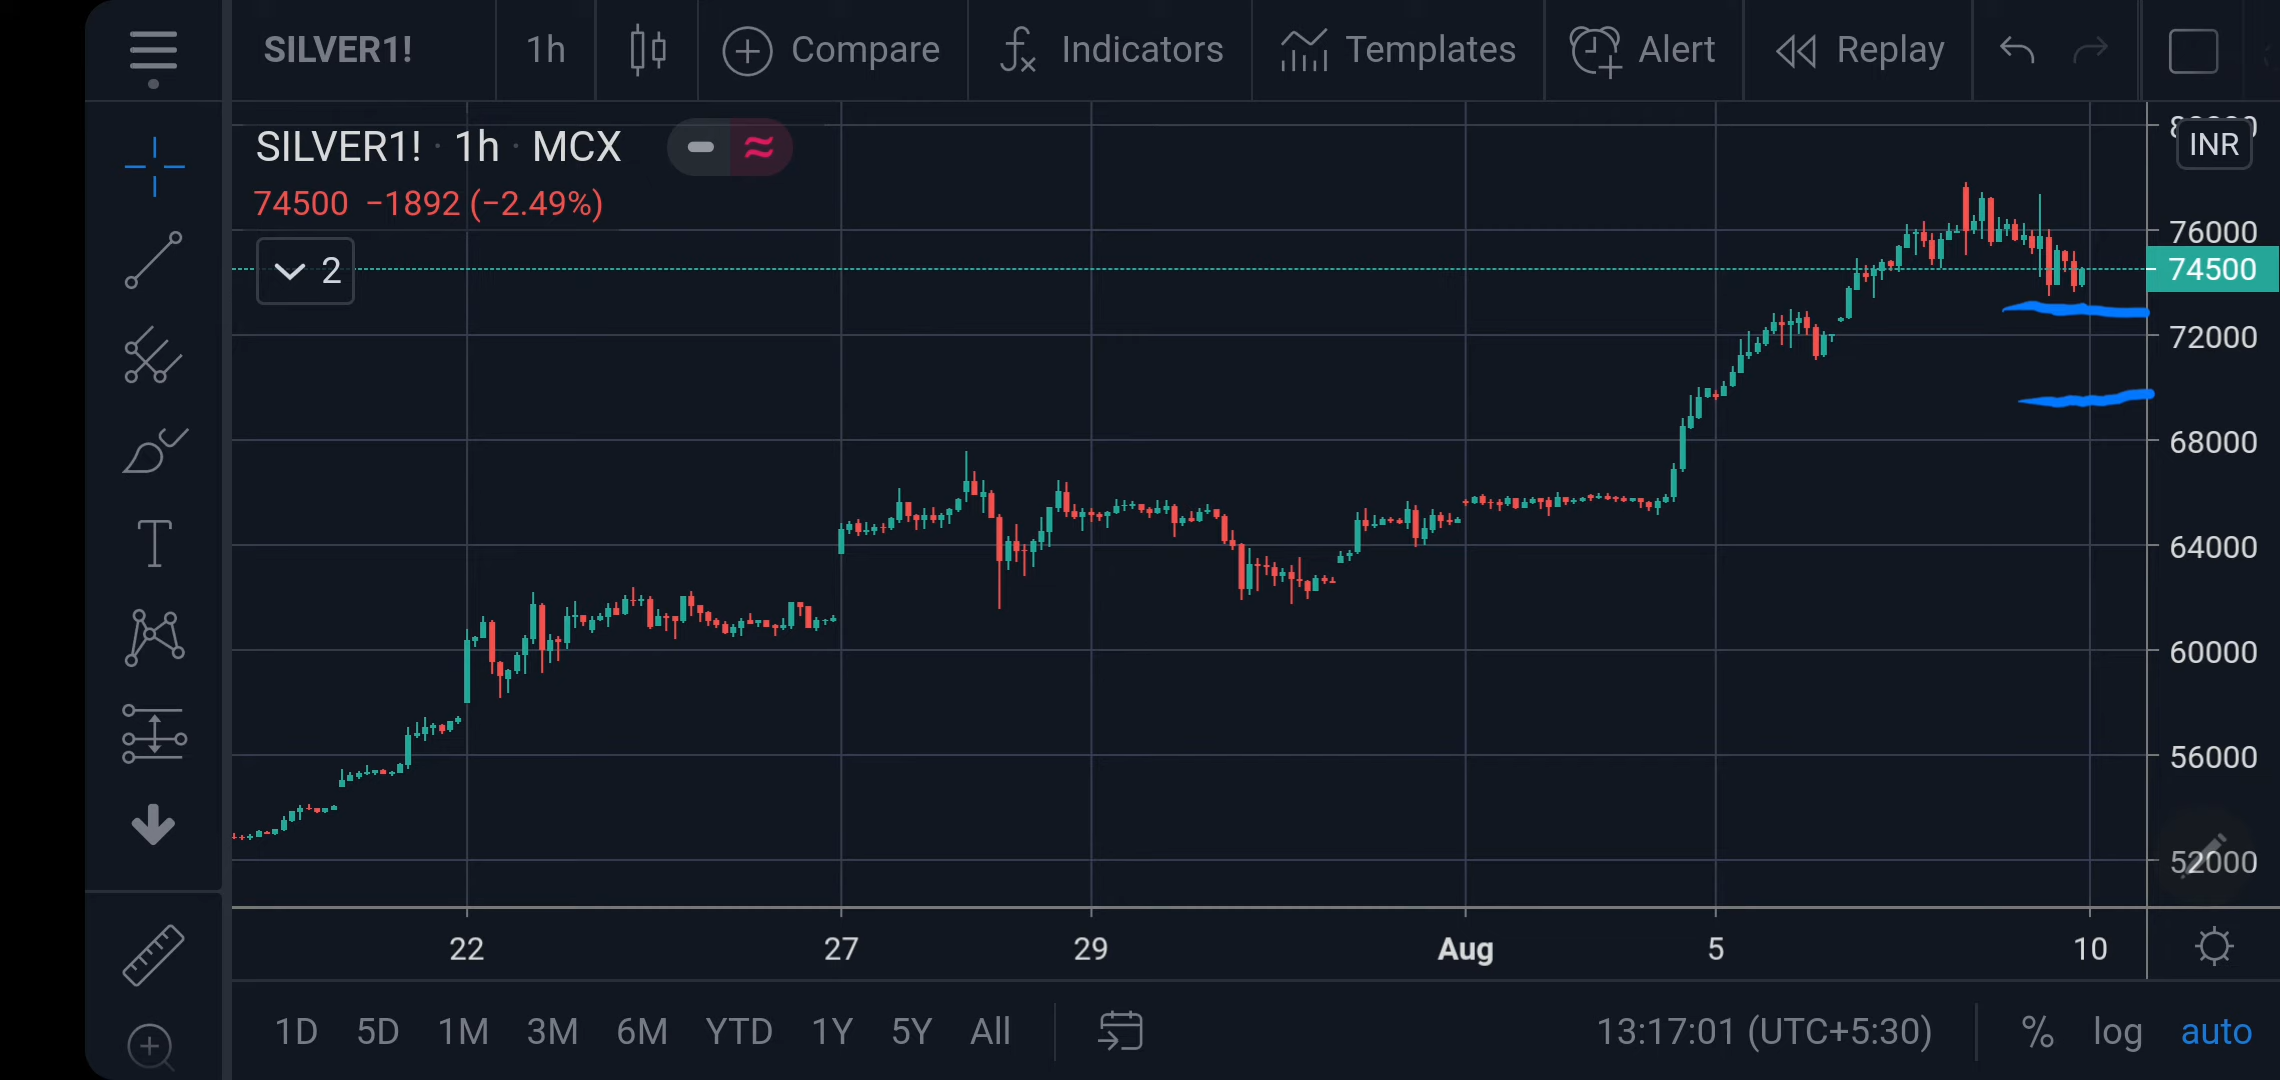 SILVER1!
1h
Compare
Indicators
Templates
Alert
Replay
SILVER1! · 1h · MCX
INR
74500 −1892 (−2.49%)
2
76000
74500
72000
68000
64000
60000
56000
52000
22
27
29
Aug
5
10
1D 5D 1M 3M 6M YTD 1Y 5Y All
13:17:01 (UTC+5:30)
%
log
auto